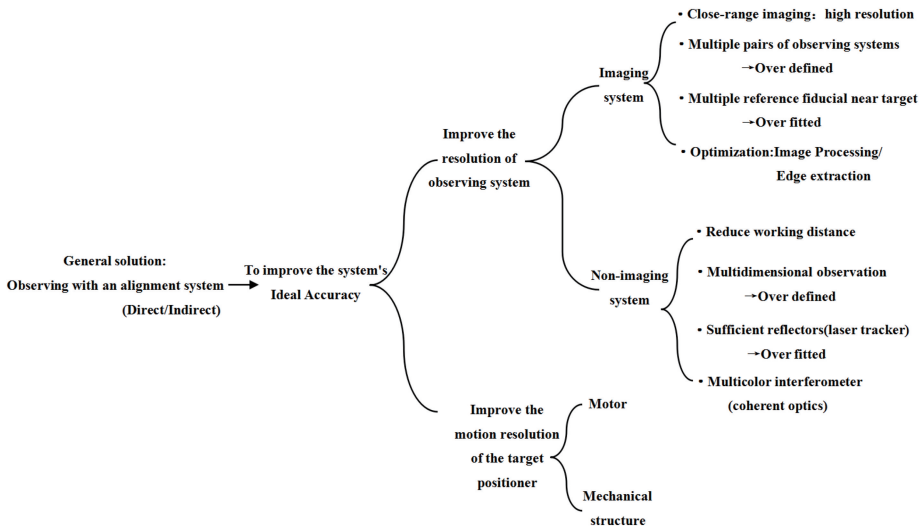 General solution:
Observing with an alignment system
(Direct/Indirect)
To improve the system's
Ideal Accuracy
Improve the
resolution of
observing system
Imaging
system
• Close-range imaging：high resolution
• Multiple pairs of observing systems
→Over defined
• Multiple reference fiducial near target
→Over fitted
• Optimization:Image Processing/
Edge extraction
Non-imaging
system
• Reduce working distance
• Multidimensional observation
→Over defined
• Sufficient reflectors(laser tracker)
→Over fitted
• Multicolor interferometer
(coherent optics)
Improve the
motion resolution
of the target
positioner
Motor
Mechanical
structure